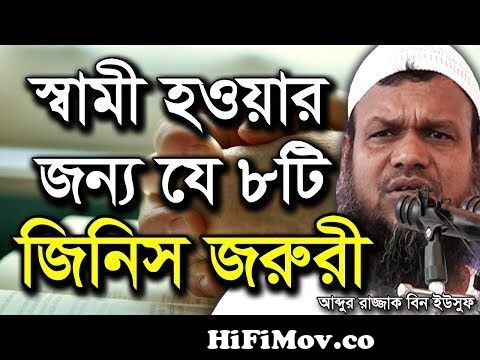 স্বামী হওয়ার
জন্য যে ৮টি
জিনিস জরুরী
আব্দুর রাজ্জাক বিন ইউসুফ
HiFiMov.co